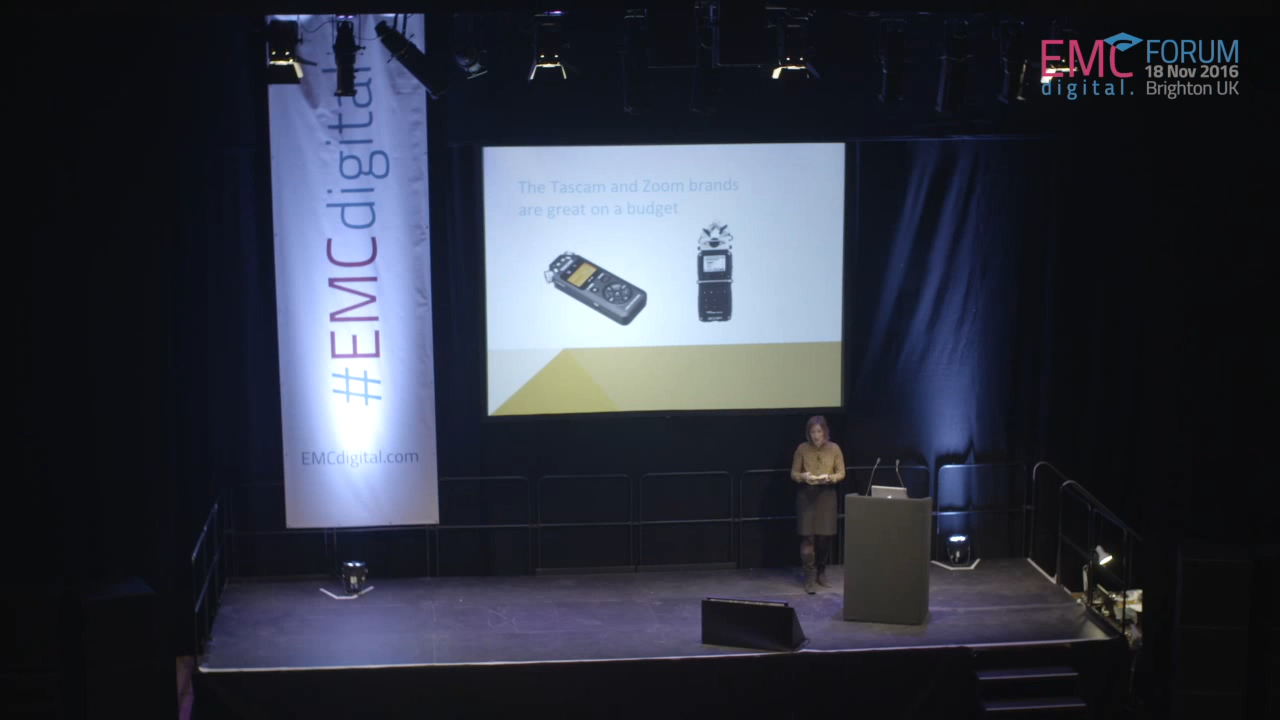 EMC FORUM
digital. 18 Nov 2016
Brighton UK
#EMCdigital
EMCdigital.com
The Tascam and Zoom brands
are great on a budget